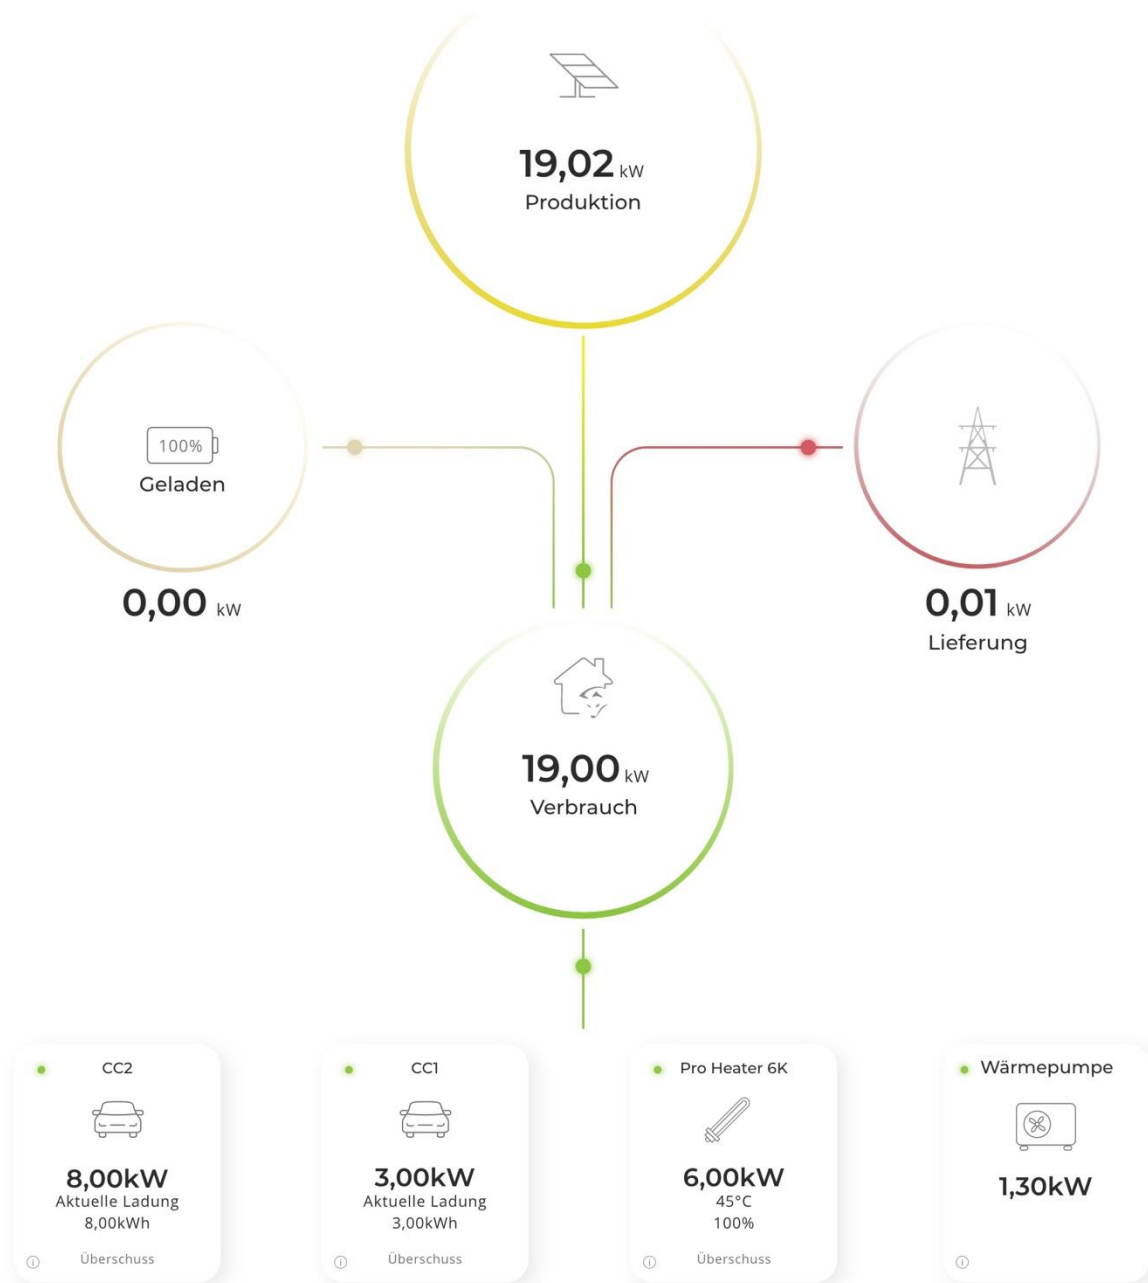 19,02 kW
Produktion
100%
Geladen
0,00 kW
0,01 kW
Lieferung
19,00 kW
Verbrauch
CC2
8,00kW
Aktuelle Ladung
8,00kWh
Überschuss
CC1
3,00kW
Aktuelle Ladung
3,00kWh
Überschuss
Pro Heater 6K
6,00kW
45°C
100%
Überschuss
Wärmepumpe
1,30kW